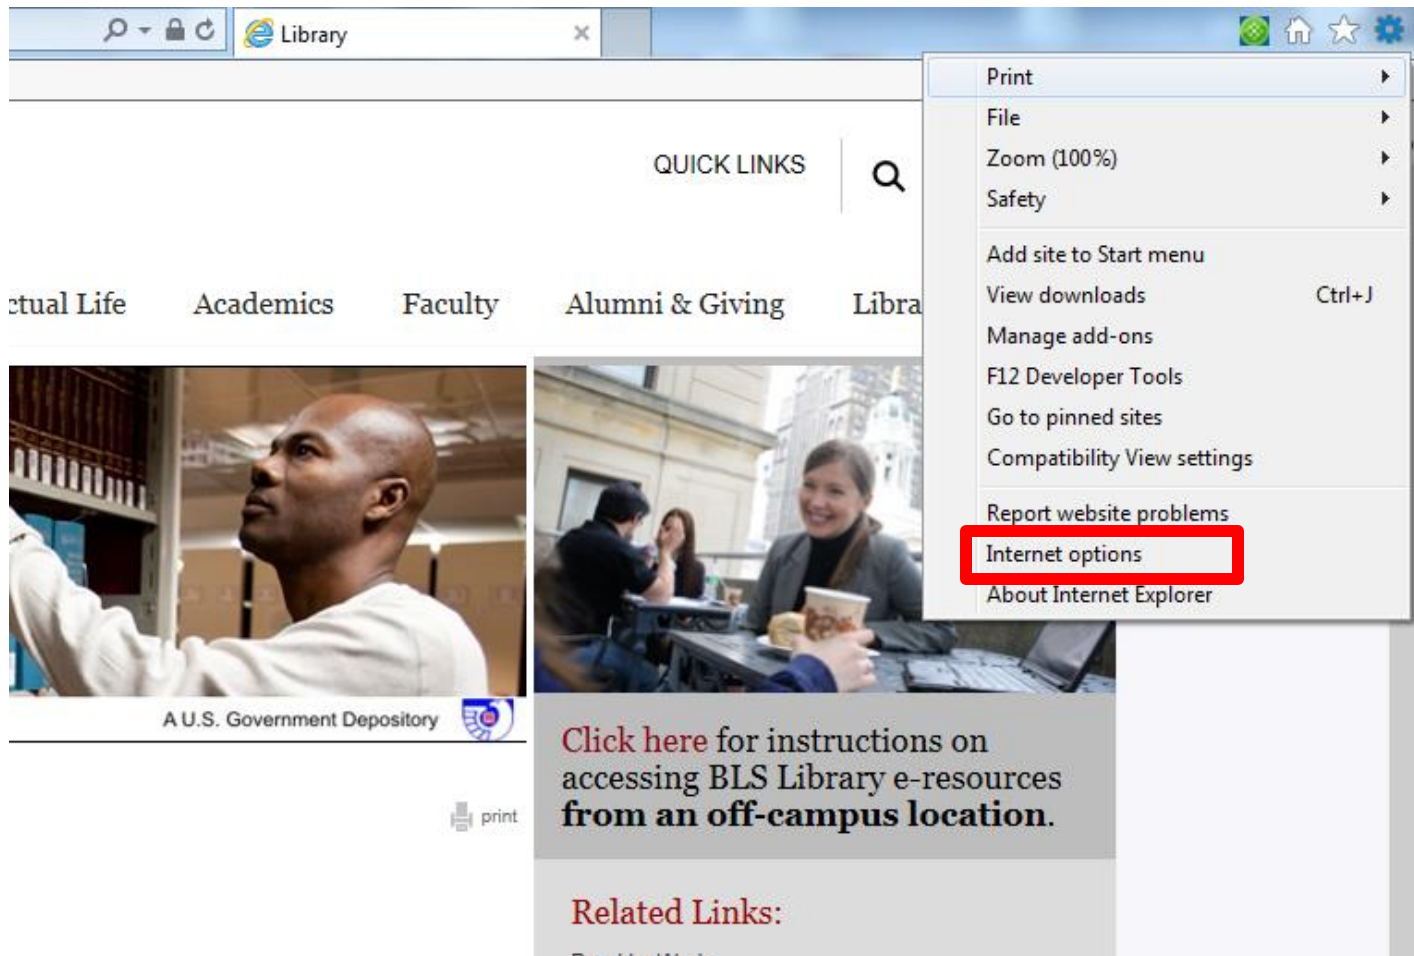 Library
Print
File
Zoom (100%)
Safety
Add site to Start menu
View downloads Ctrl+J
Manage add-ons
F12 Developer Tools
Go to pinned sites
Compatibility View settings
Report website problems
Internet options
About Internet Explorer
QUICK LINKS
ctual Life Academics Faculty Alumni & Giving Libra
A U.S. Government Depository
print
Click here for instructions on
accessing BLS Library e-resources
from an off-campus location.
Related Links: